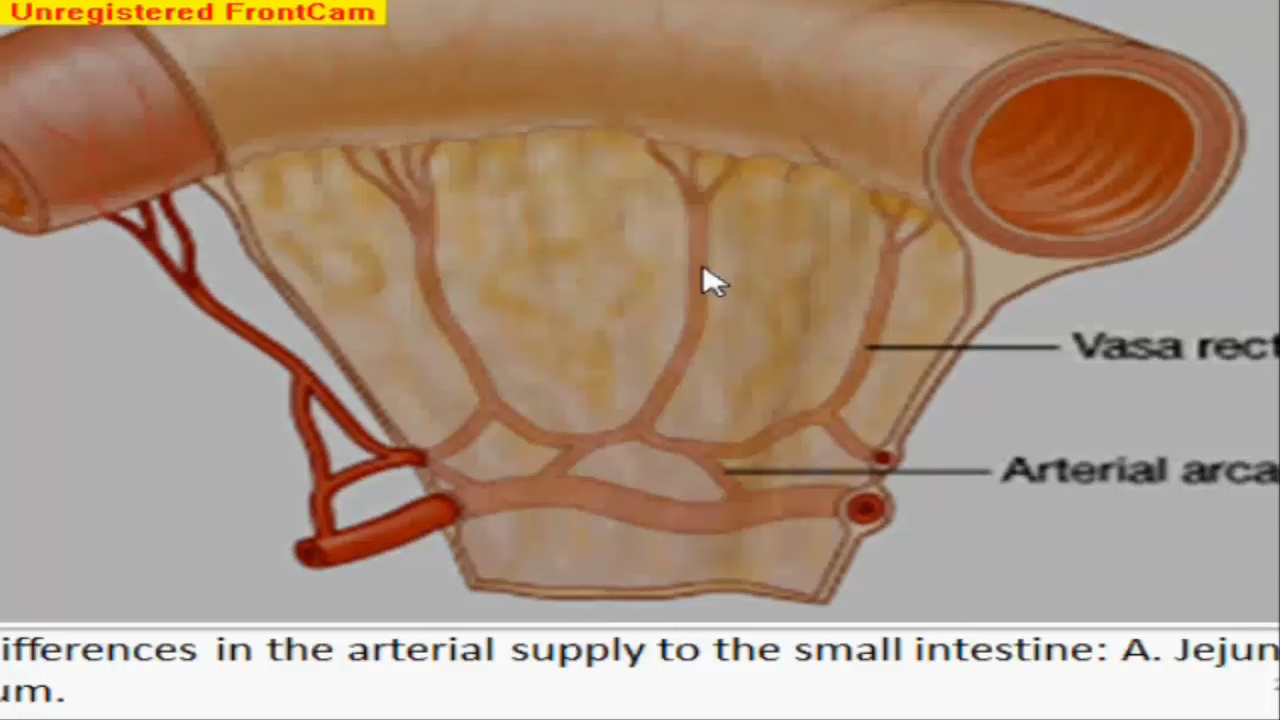 Unregistered FrontCam
Vasa rect
Arterial arca
ifferences in the arterial supply to the small intestine: A. Jejun
um.